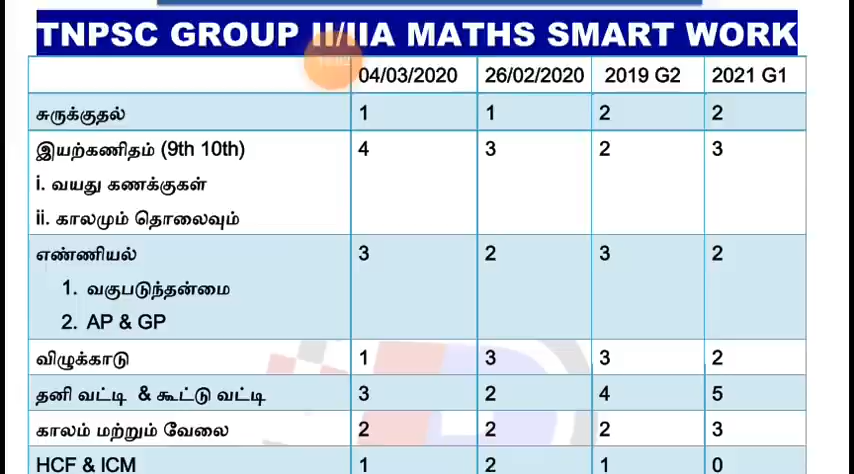 TNPSC GROUP II/IIA MATHS SMART WORK
04/03/2020 26/02/2020 2019 G2 2021 G1
சுருக்குதல் 1 1 2 2
இயற்கணிதம் (9th 10th) 4 3 2 3
i. வயது கணக்குகள்
ii. காலமும் தொலைவும்
எண்ணியல் 3 2 3 2
1. வகுபடுந்தன்மை
2. AP & GP
விழுக்காடு 1 3 3 2
தனி வட்டி & கூட்டு வட்டி 3 2 4 5
காலம் மற்றும் வேலை 2 2 2 3
HCF & ICM 1 2 1 0